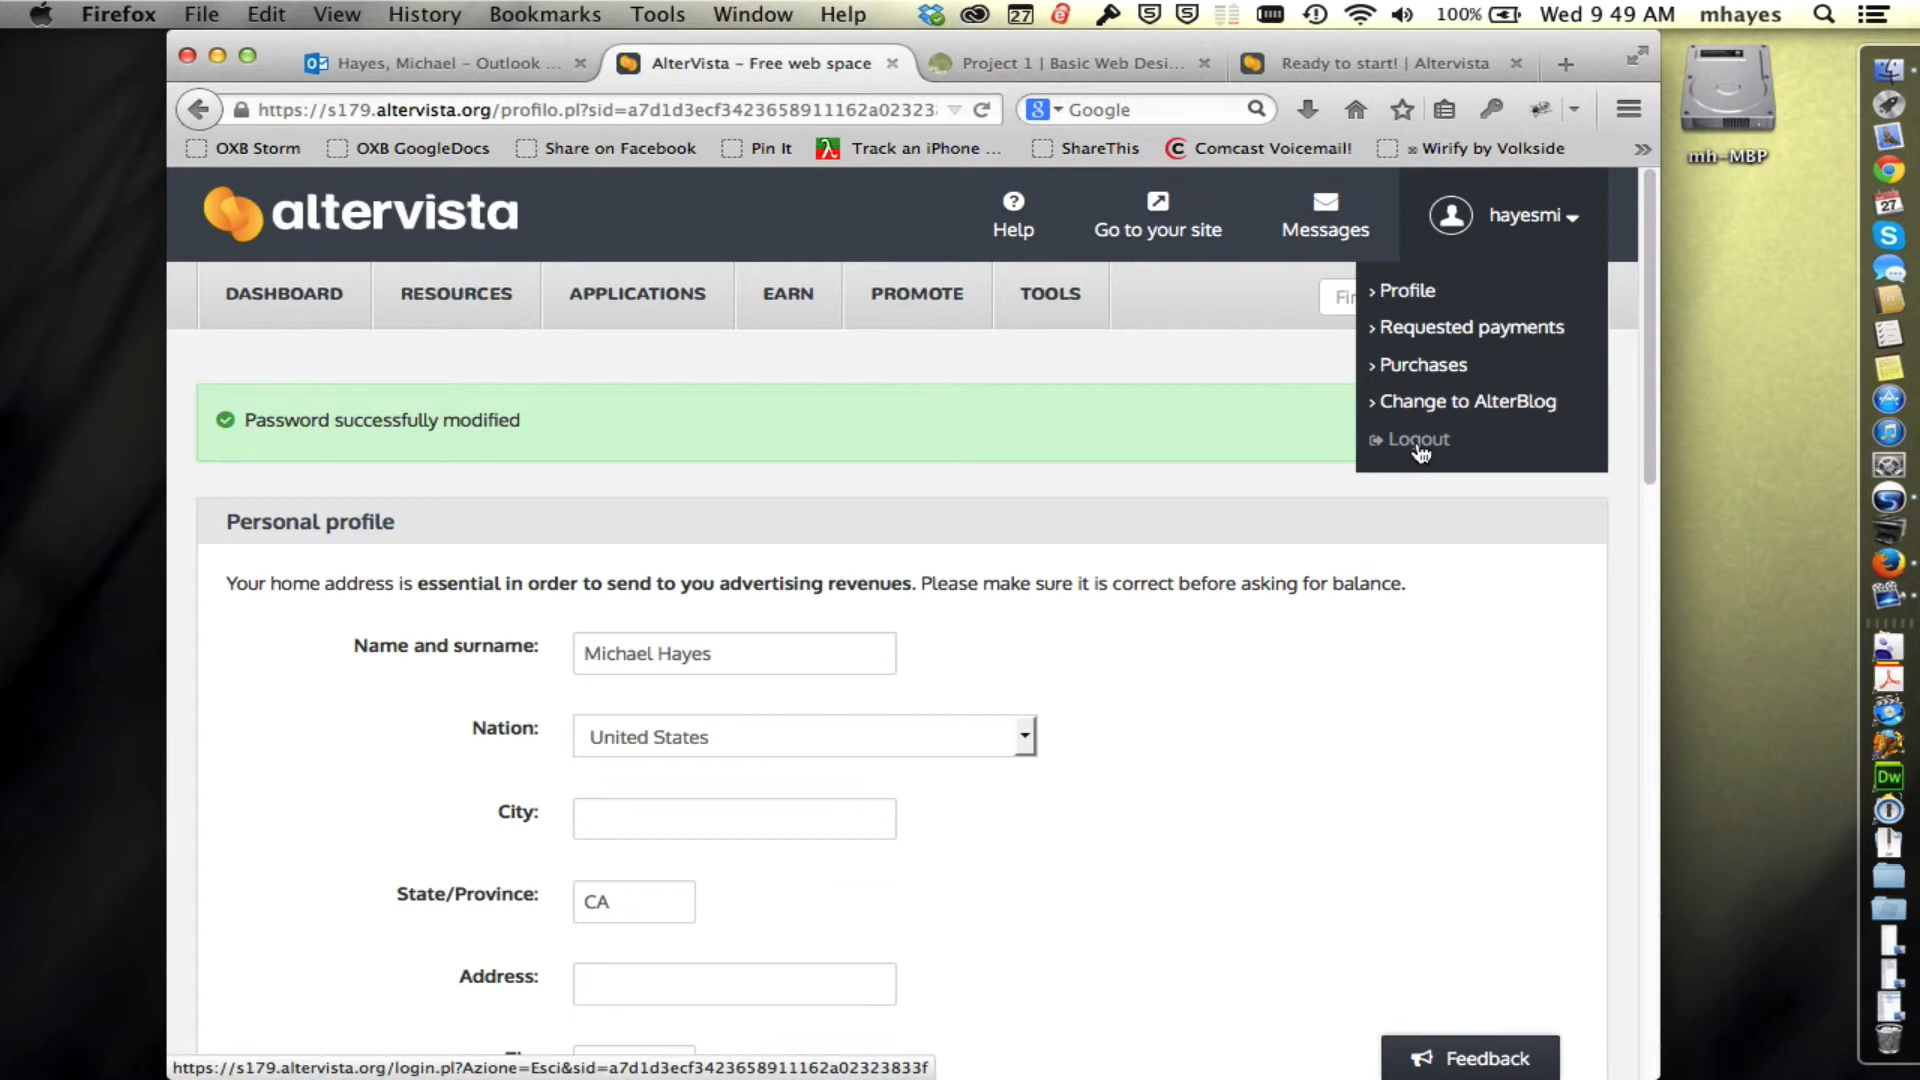 Firefox File Edit View History Bookmarks Tools Window Help 27 100% Wed 9 49 AM mhayes
Hayes, Michael - Outlook ... AlterVista - Free web space Project 1 | Basic Web Desi... Ready to start! | Altervista
https://s179.altervista.org/profilo.pl?sid=a7d1d3ecf3423658911162a02323 Google
OXB Storm OXB GoogleDocs Share on Facebook Pin It Track an iPhone ... ShareThis Comcast Voicemail! Wirify by Volkside
mh-MBP
altervista
Help Go to your site Messages hayesmi
DASHBOARD RESOURCES APPLICATIONS EARN PROMOTE TOOLS
Profile
Requested payments
Purchases
Change to AlterBlog
Logout
Password successfully modified
Personal profile
Your home address is essential in order to send to you advertising revenues. Please make sure it is correct before asking for balance.
Name and surname: Michael Hayes
Nation: United States
City:
State/Province: CA
Address:
Feedback
https://s179.altervista.org/login.pl?Azione=Esci&sid=a7d1d3ecf3423658911162a02323833f
27
Dw